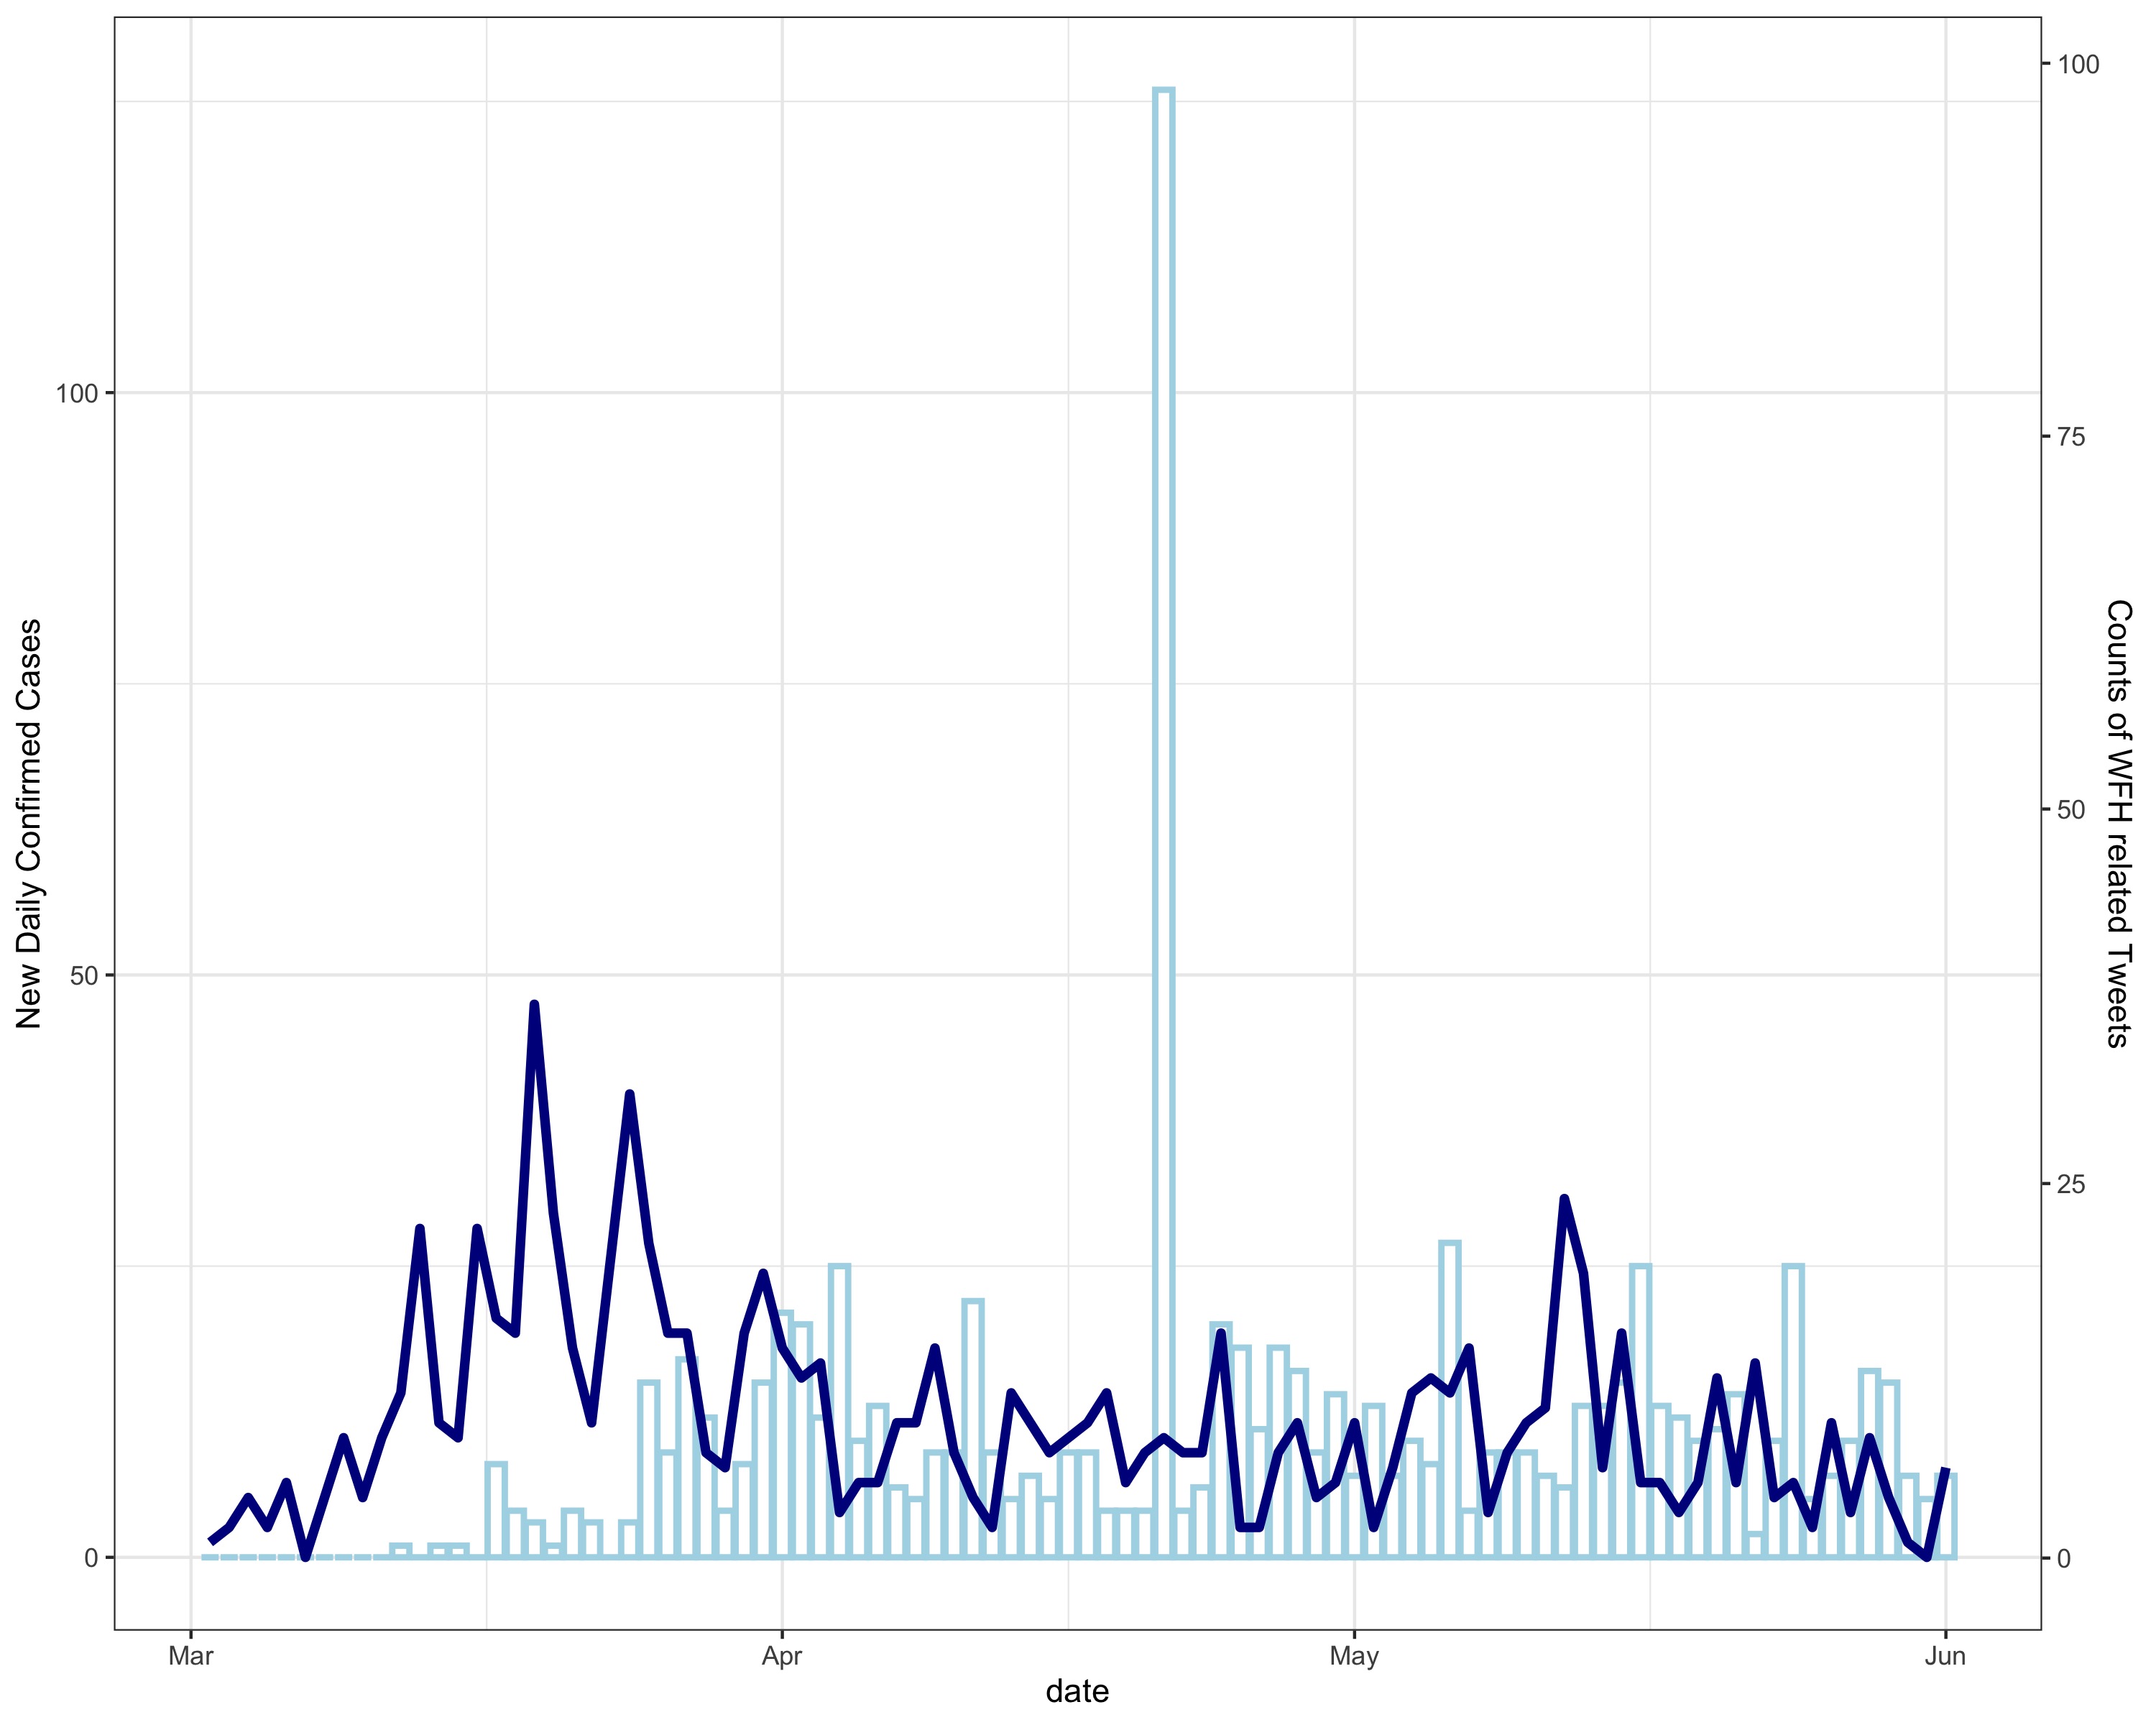 New Daily Confirmed Cases
100
50
0
100
75
50
25
0
Counts of WFH related Tweets
Mar
Apr
May
Jun
date